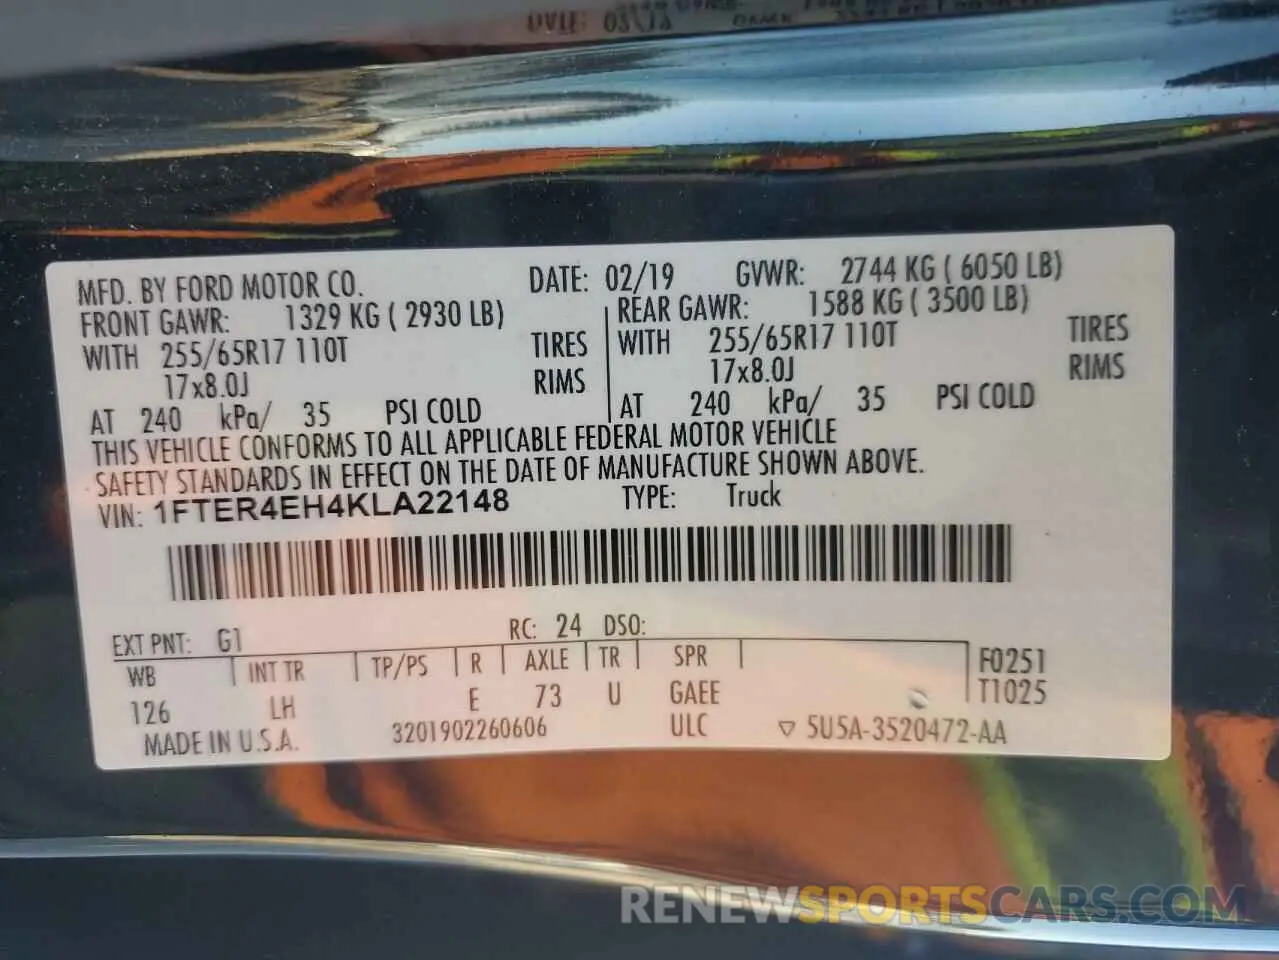 MFD. BY FORD MOTOR CO. DATE: 02/19 GVWR: 2744 KG ( 6050 LB)
FRONT GAWR: 1329 KG ( 2930 LB) REAR GAWR: 1588 KG ( 3500 LB)
WITH 255/65R17 110T TIRES WITH 255/65R17 110T TIRES
17x8.0J RIMS 17x8.0J RIMS
AT 240 kPa/ 35 PSI COLD AT 240 kPa/ 35 PSI COLD
THIS VEHICLE CONFORMS TO ALL APPLICABLE FEDERAL MOTOR VEHICLE
SAFETY STANDARDS IN EFFECT ON THE DATE OF MANUFACTURE SHOWN ABOVE.
VIN: 1FTER4EH4KLA22148 TYPE: Truck
EXT PNT: G1 RC: 24 DSO:
WB INT TR TP/PS R AXLE TR SPR F0251
126 LH E 73 U GAEE T1025
MADE IN U.S.A. 3201902260606 ULC ▽ 5U5A-3520472-AA
RENEWSPORTSCARS.COM